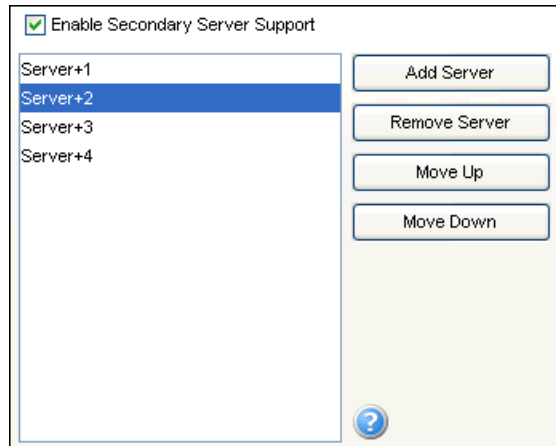 Enable Secondary Server Support
Server+1
Server+2
Server+3
Server+4
Add Server
Remove Server
Move Up
Move Down
?